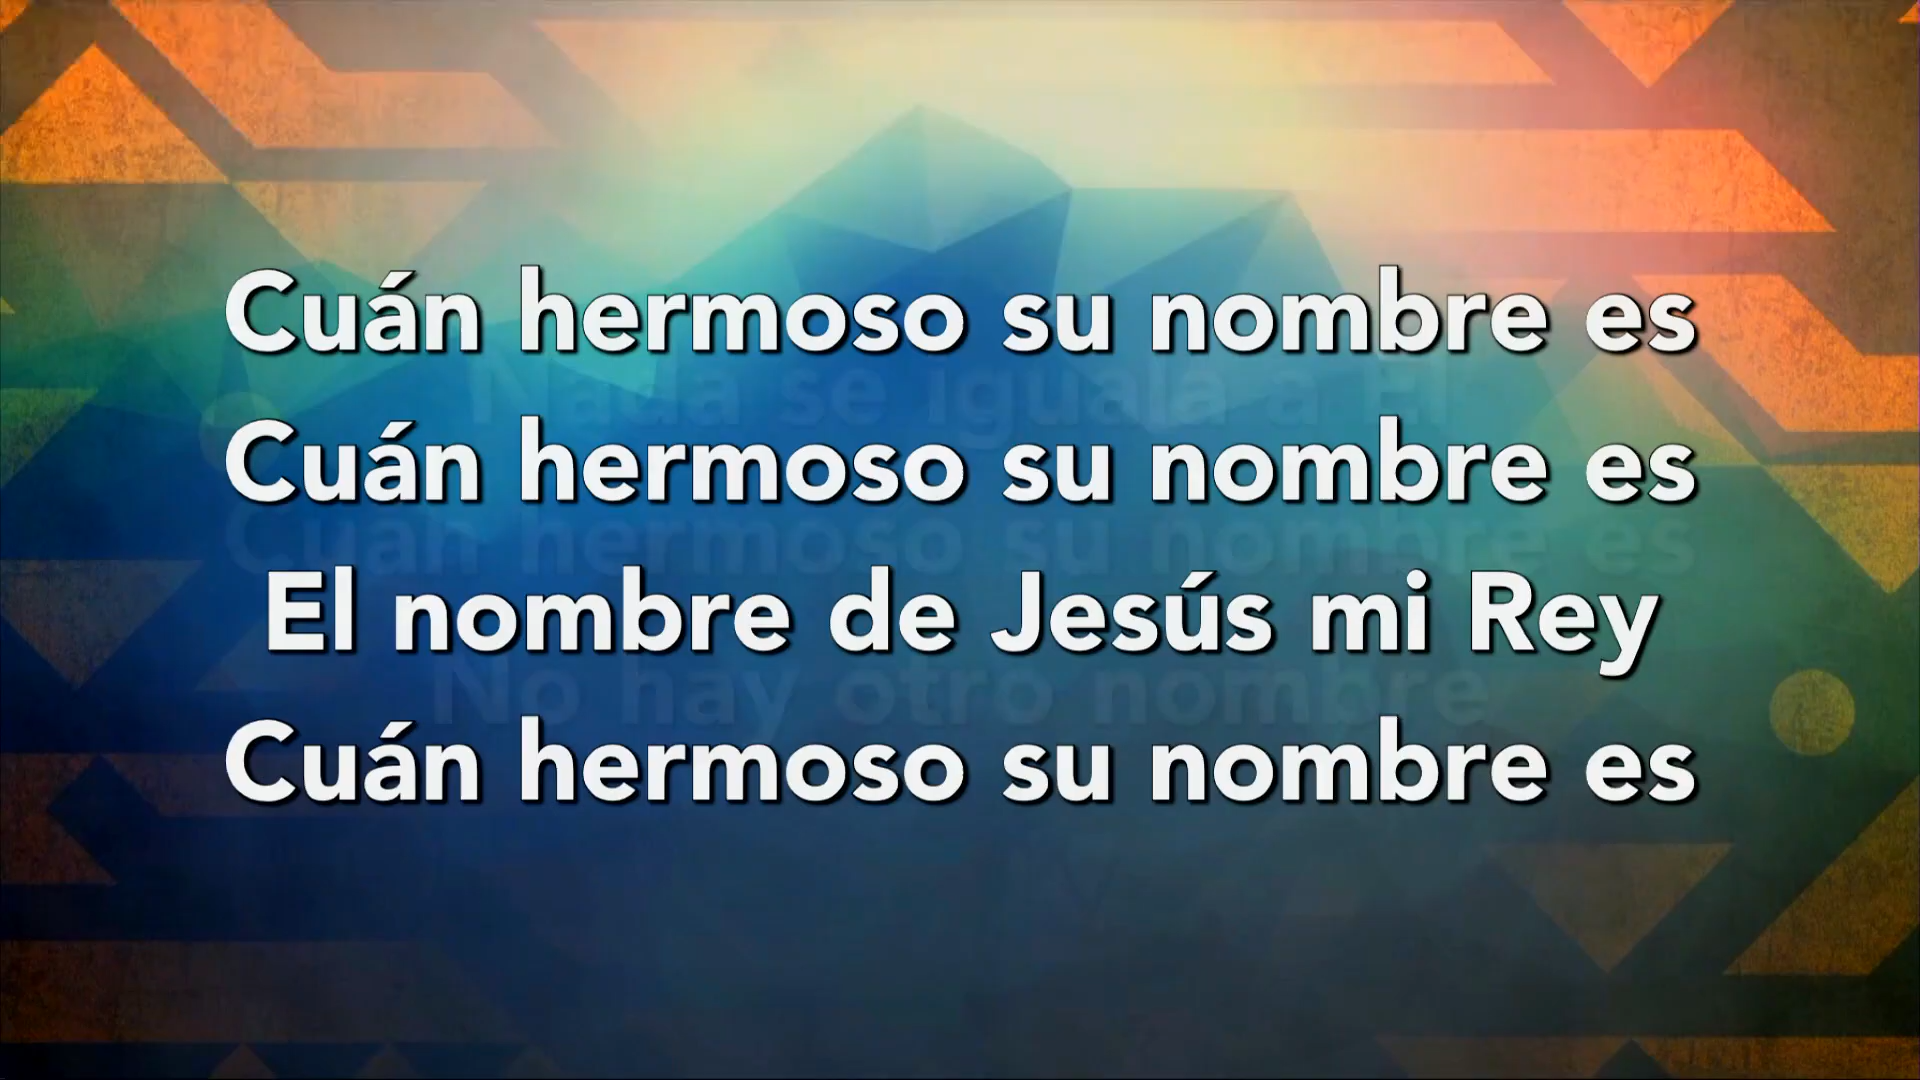 Cuán hermoso su nombre es
Nada se iguala a Él
Cuán hermoso su nombre es
Cuán hermoso su nombre es
El nombre de Jesús mi Rey
No hay otro nombre
Cuán hermoso su nombre es